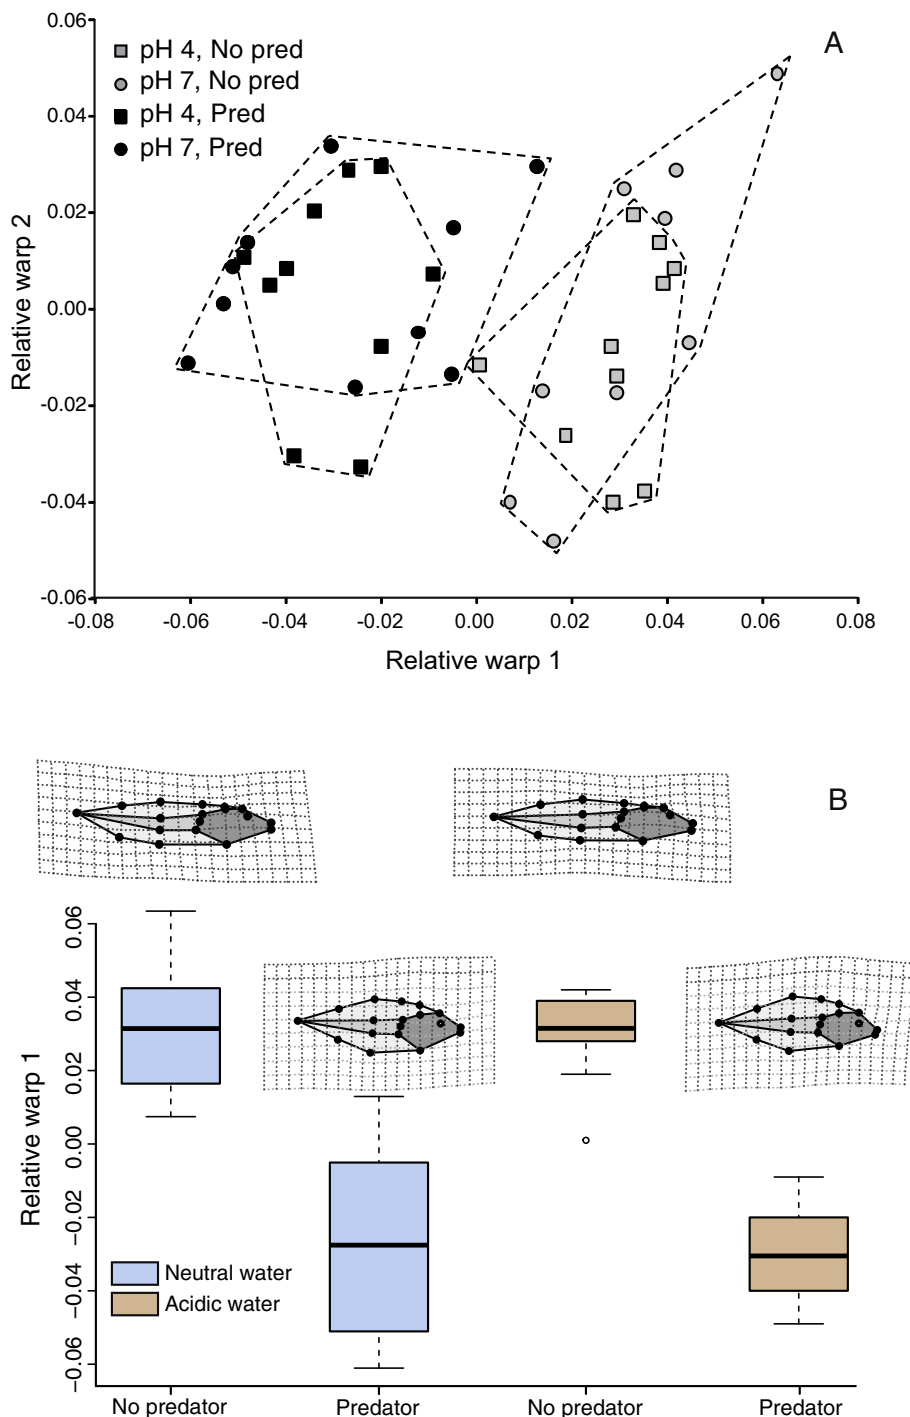 0.06
A
pH 4, No pred
pH 7, No pred
pH 4, Pred
pH 7, Pred
0.04
0.02
0.00
-0.02
-0.04
-0.06
Relative warp 2
-0.08
-0.06
-0.04
-0.02
0.00
0.02
0.04
0.06
0.08
Relative warp 1
B
0.06
0.04
0.02
0.00
−0.02
−0.04
−0.06
Relative warp 1
Neutral water
Acidic water
No predator
Predator
No predator
Predator